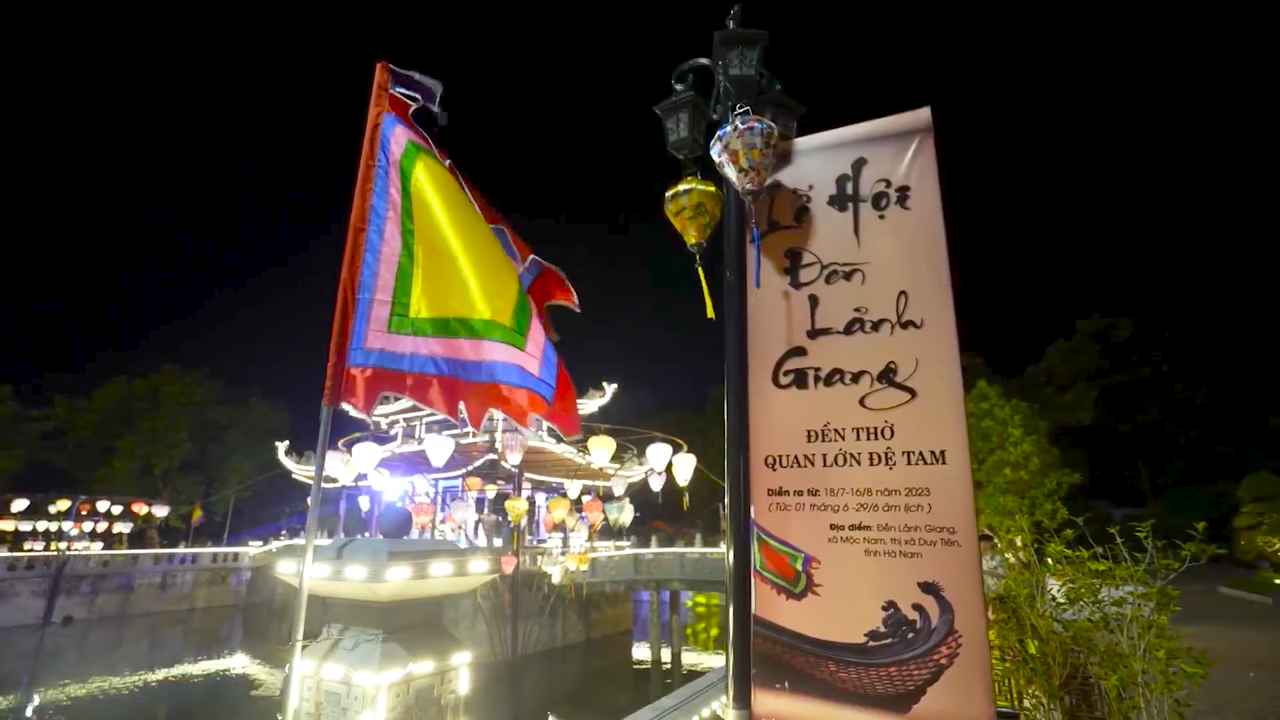 Lễ Hội
Đền
Lảnh
Giang
ĐỀN THỜ
QUAN LỚN ĐỆ TAM
Diễn ra từ: 18/7-16/8 năm 2023
( Tức 01 tháng 6 -29/6 âm lịch )
Địa điểm: Đền Lảnh Giang,
xã Mộc Nam, thị xã Duy Tiên,
tỉnh Hà Nam